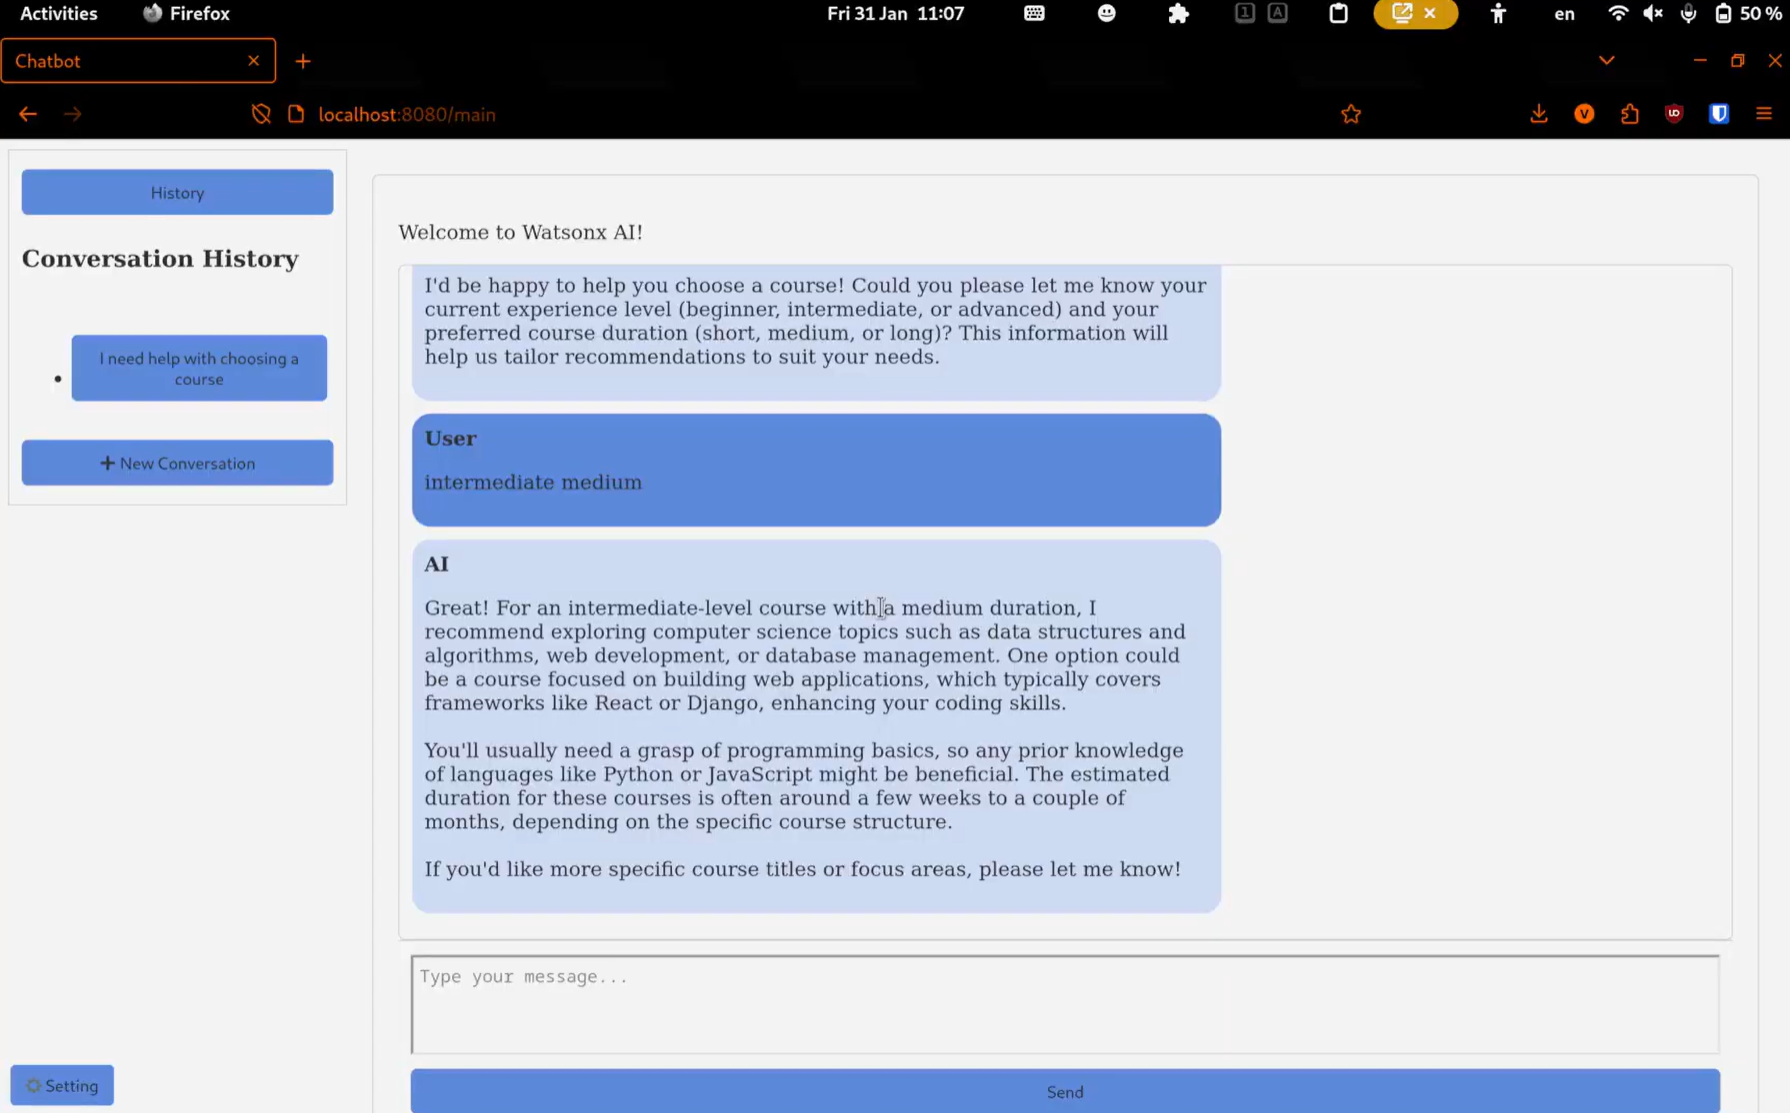 Activities Firefox Fri 31 Jan 11:07 1 A en 50 %
Chatbot
localhost:8080/main V UD
History
Conversation History
I need help with choosing a
course
New Conversation
Setting
Welcome to Watsonx AI!
I'd be happy to help you choose a course! Could you please let me know your
current experience level (beginner, intermediate, or advanced) and your
preferred course duration (short, medium, or long)? This information will
help us tailor recommendations to suit your needs.
User
intermediate medium
AI
Great! For an intermediate-level course with a medium duration, I
recommend exploring computer science topics such as data structures and
algorithms, web development, or database management. One option could
be a course focused on building web applications, which typically covers
frameworks like React or Django, enhancing your coding skills.
You'll usually need a grasp of programming basics, so any prior knowledge
of languages like Python or JavaScript might be beneficial. The estimated
duration for these courses is often around a few weeks to a couple of
months, depending on the specific course structure.
If you'd like more specific course titles or focus areas, please let me know!
Type your message...
Send